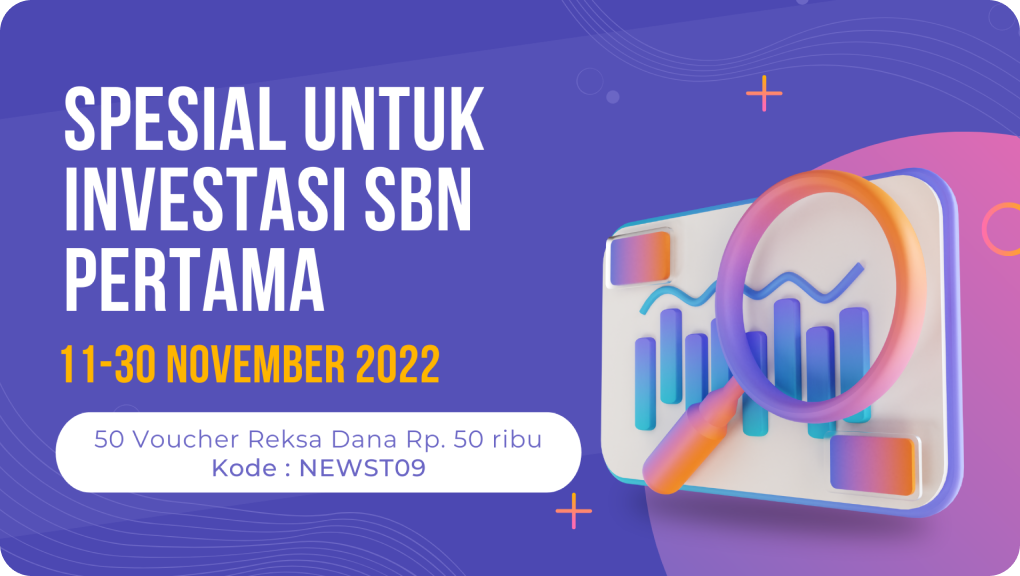 SPESIAL UNTUK
INVESTASI SBN
PERTAMA
11-30 NOVEMBER 2022
50 Voucher Reksa Dana Rp. 50 ribu
Kode : NEWST09